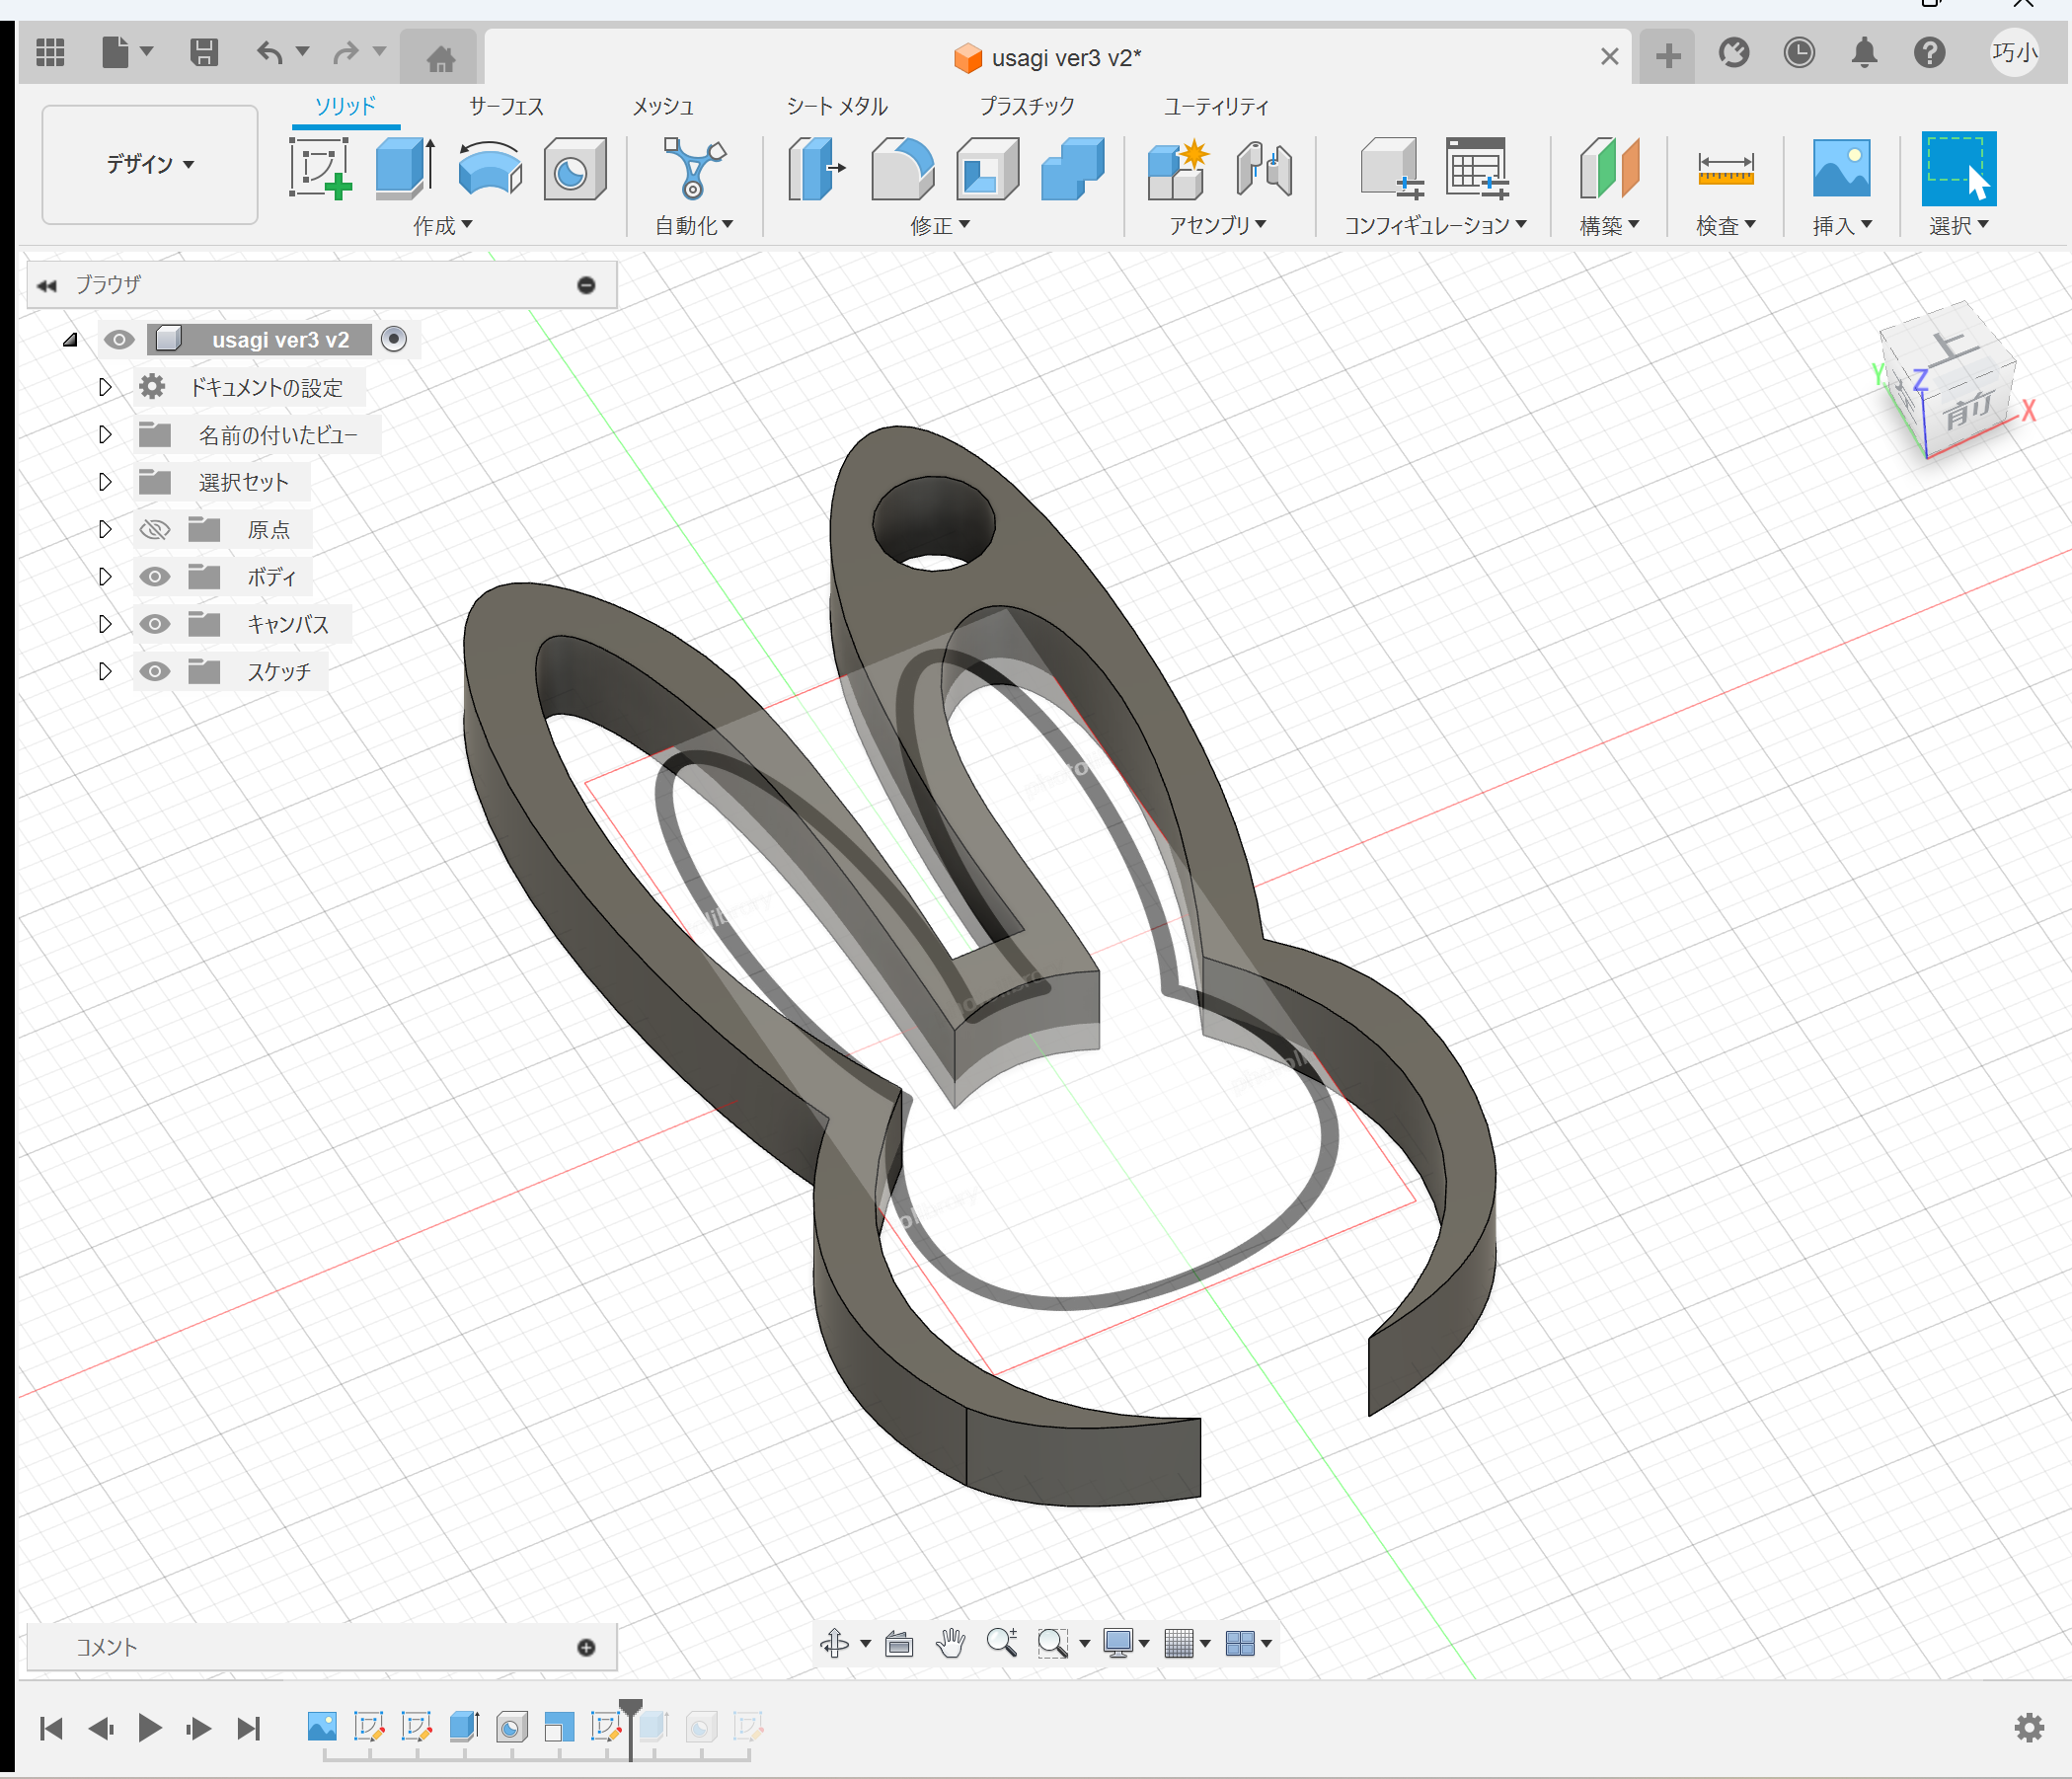 usagi ver3 v2*
巧小
デザイン
ソリッド
サーフェス
メッシュ
シート メタル
プラスチック
ユーティリティ
作成
自動化
修正
アセンブリ
コンフィギュレーション
構築
検査
挿入
選択
ブラウザ
usagi ver3 v2
ドキュメントの設定
名前の付いたビュー
選択セット
原点
ボディ
キャンバス
スケッチ
上
前
X
Y
Z
コメント